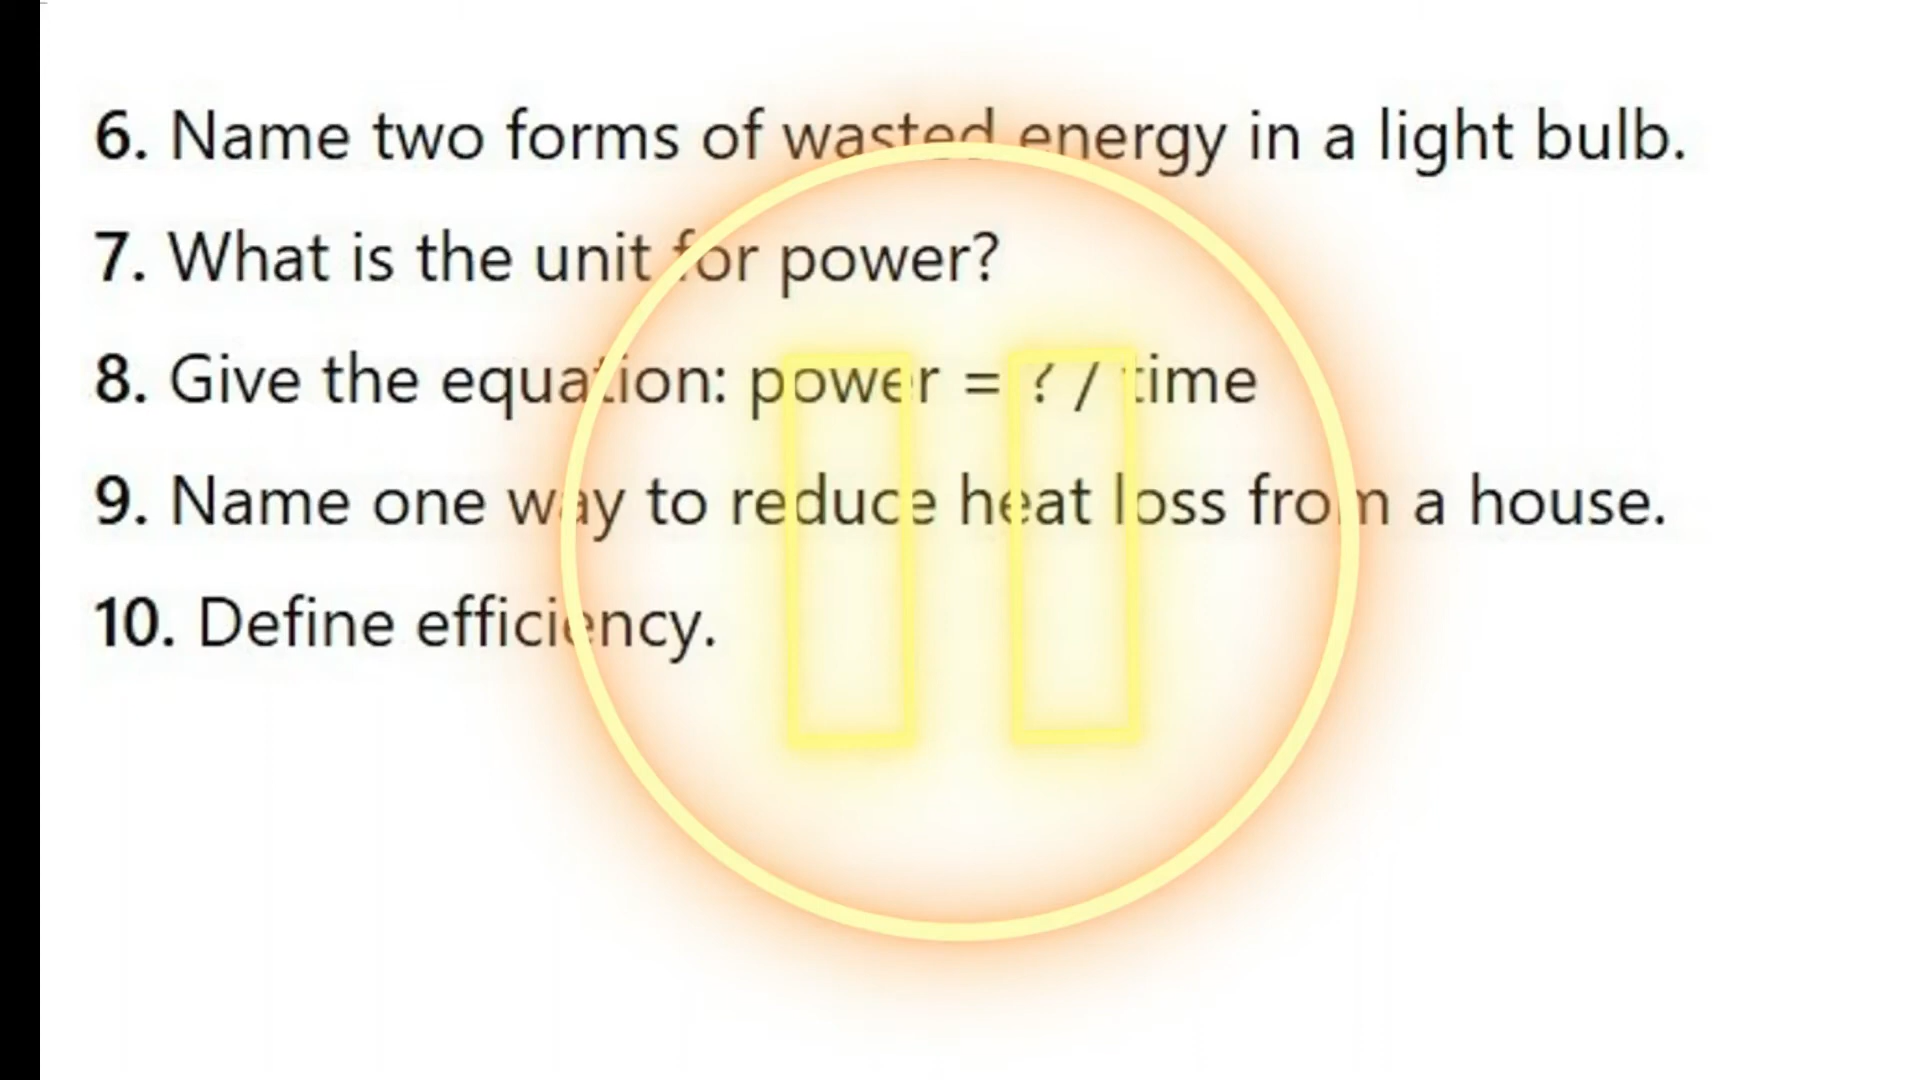 6. Name two forms of wasted energy in a light bulb.
7. What is the unit for power?
8. Give the equation: power = ? / time
9. Name one way to reduce heat loss from a house.
10. Define efficiency.